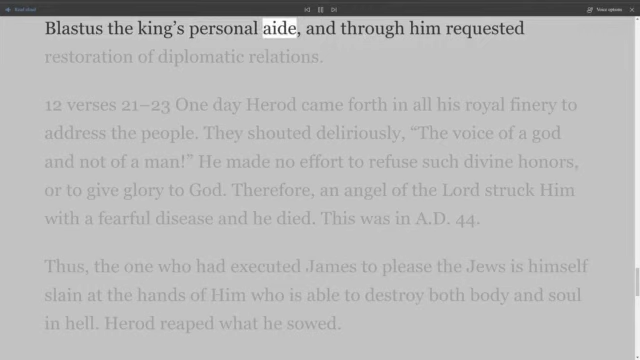 Read aloud
Voice options
Blastus the king’s personal aide, and through him requested
restoration of diplomatic relations.
12 verses 21–23 One day Herod came forth in all his royal finery to
address the people. They shouted deliriously, “The voice of a god
and not of a man!” He made no effort to refuse such divine honors,
or to give glory to God. Therefore, an angel of the Lord struck Him
with a fearful disease and he died. This was in A.D. 44.
Thus, the one who had executed James to please the Jews is himself
slain at the hands of Him who is able to destroy both body and soul
in hell. Herod reaped what he sowed.